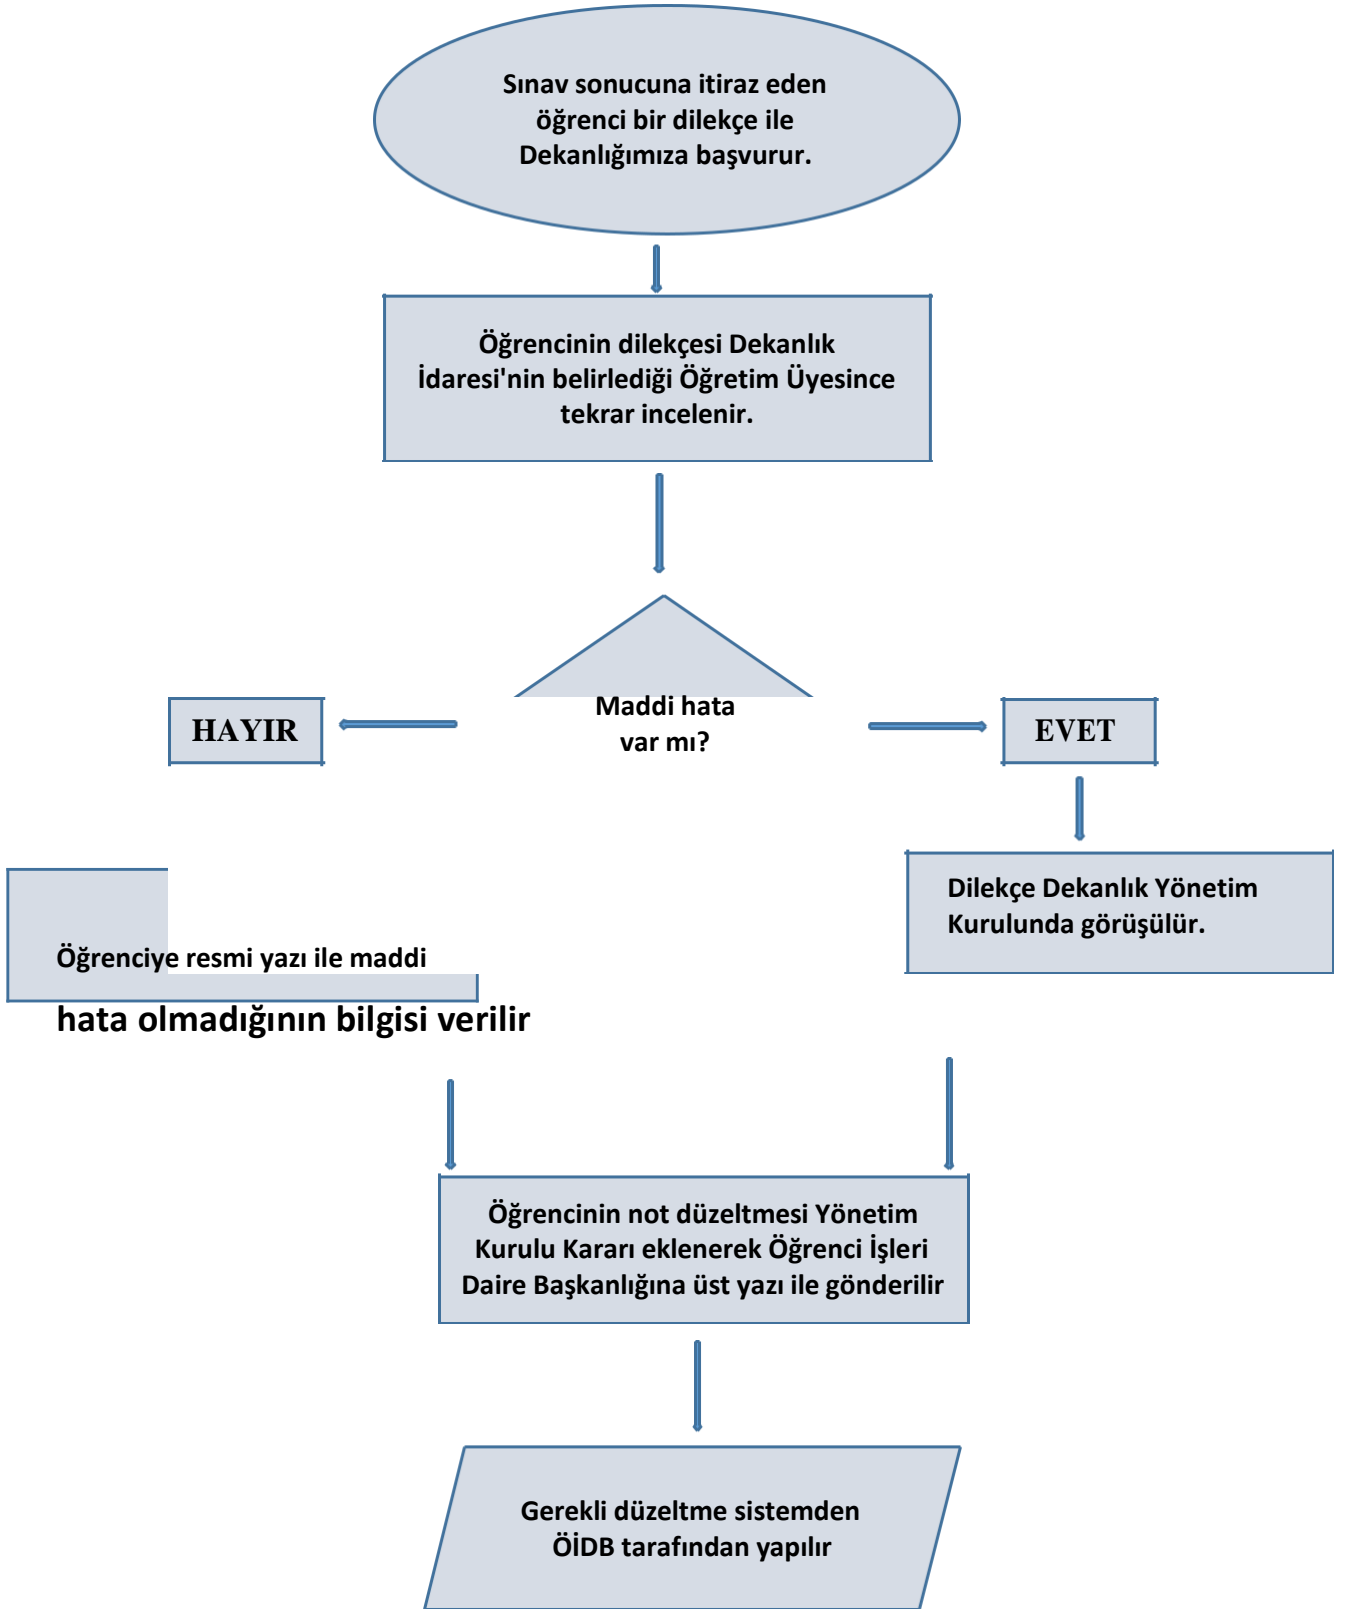 Sınav sonucuna itiraz eden
öğrenci bir dilekçe ile
Dekanlığımıza başvurur.
Öğrencinin dilekçesi Dekanlık
İdaresi'nin belirlediği Öğretim Üyesince
tekrar incelenir.
Maddi hata
var mı?
HAYIR
EVET
Dilekçe Dekanlık Yönetim
Kurulunda görüşülür.
Öğrenciye resmi yazı ile maddi
hata olmadığının bilgisi verilir
Öğrencinin not düzeltmesi Yönetim
Kurulu Kararı eklenerek Öğrenci İşleri
Daire Başkanlığına üst yazı ile gönderilir
Gerekli düzeltme sistemden
ÖİDB tarafından yapılır